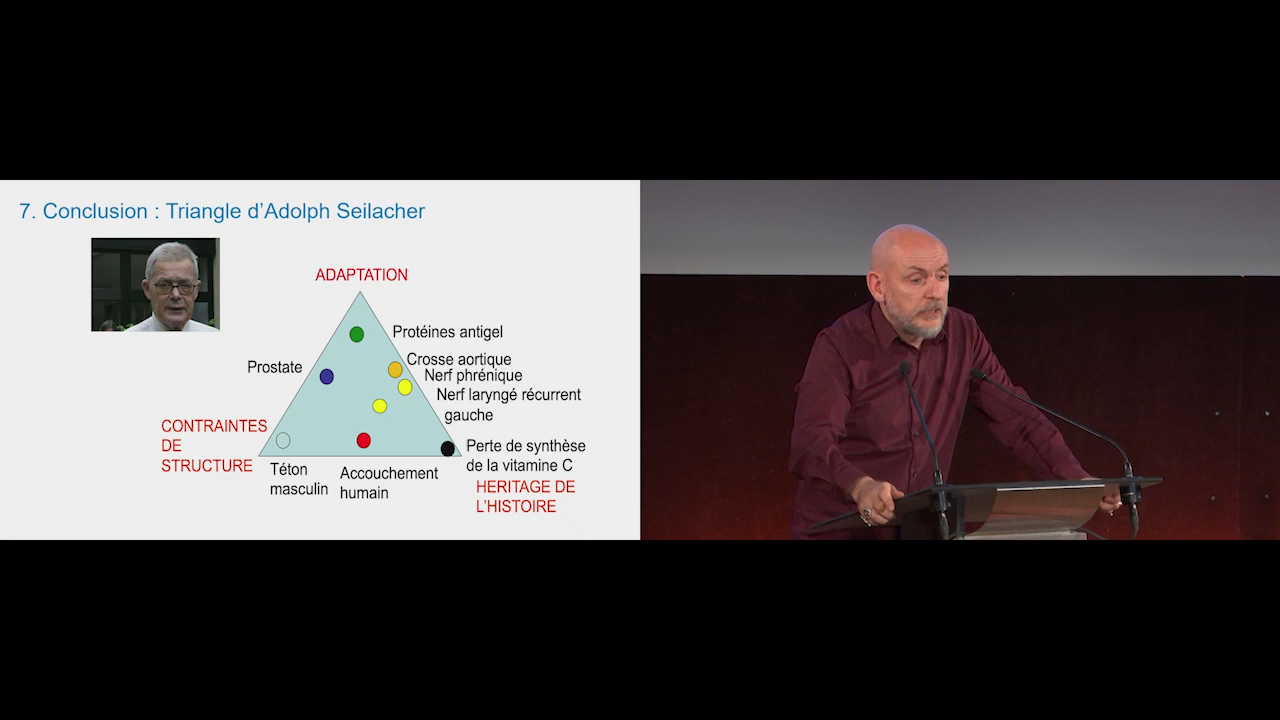 7. Conclusion : Triangle d’Adolph Seilacher
ADAPTATION
Protéines antigel
Crosse aortique
Prostate
Nerf phrénique
Nerf laryngé récurrent
gauche
CONTRAINTES
DE
STRUCTURE
Téton
masculin
Accouchement
humain
Perte de synthèse
de la vitamine C
HERITAGE DE
L’HISTOIRE